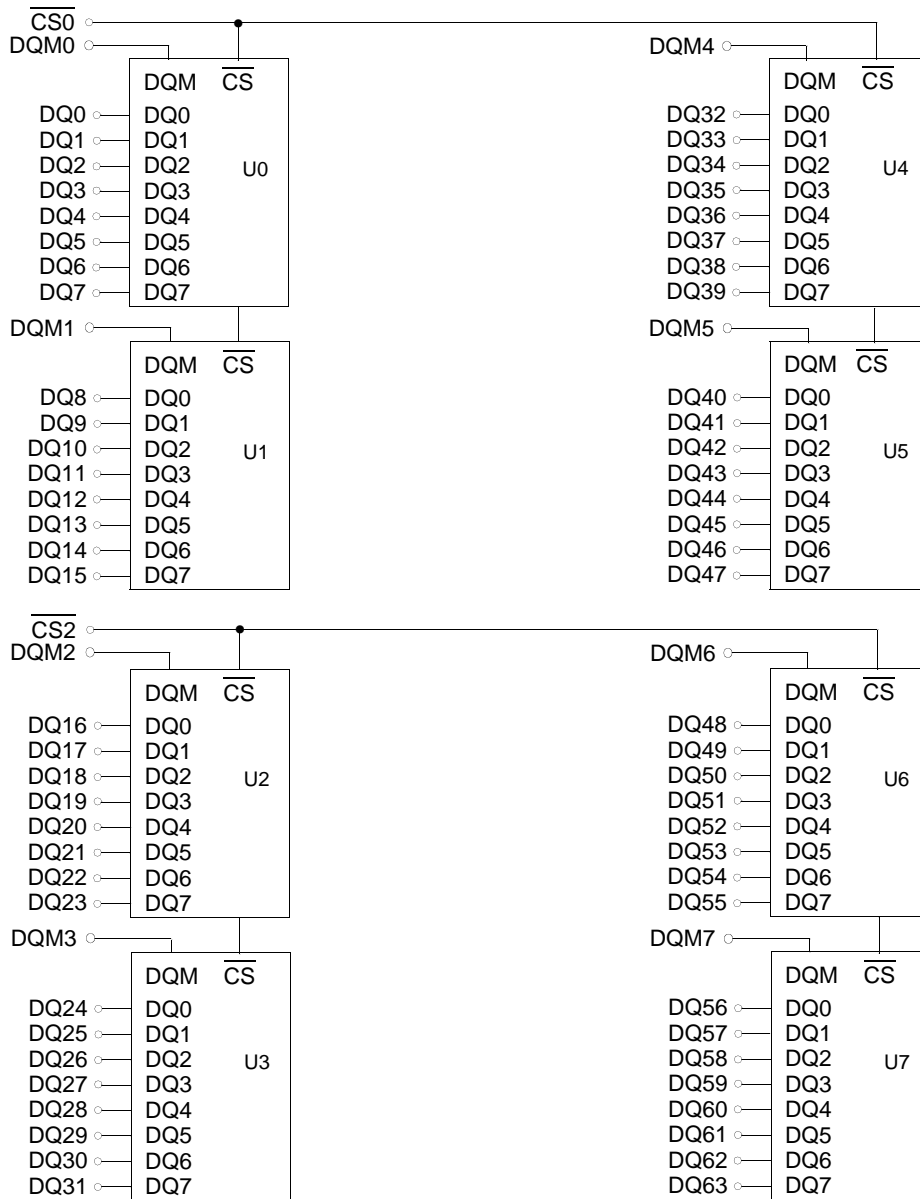 CS0
DQM0 DQM4
DQM CS DQM CS
DQ0 DQ0 DQ32 DQ0
DQ1 DQ1 DQ33 DQ1
DQ2 DQ2 U0 DQ34 DQ2 U4
DQ3 DQ3 DQ35 DQ3
DQ4 DQ4 DQ36 DQ4
DQ5 DQ5 DQ37 DQ5
DQ6 DQ6 DQ38 DQ6
DQ7 DQ7 DQ39 DQ7
DQM1 DQM5
DQM CS DQM CS
DQ8 DQ0 DQ40 DQ0
DQ9 DQ1 DQ41 DQ1
DQ10 DQ2 U1 DQ42 DQ2 U5
DQ11 DQ3 DQ43 DQ3
DQ12 DQ4 DQ44 DQ4
DQ13 DQ5 DQ45 DQ5
DQ14 DQ6 DQ46 DQ6
DQ15 DQ7 DQ47 DQ7
CS2
DQM2 DQM6
DQM CS DQM CS
DQ16 DQ0 DQ48 DQ0
DQ17 DQ1 DQ49 DQ1
DQ18 DQ2 U2 DQ50 DQ2 U6
DQ19 DQ3 DQ51 DQ3
DQ20 DQ4 DQ52 DQ4
DQ21 DQ5 DQ53 DQ5
DQ22 DQ6 DQ54 DQ6
DQ23 DQ7 DQ55 DQ7
DQM3 DQM7
DQM CS DQM CS
DQ24 DQ0 DQ56 DQ0
DQ25 DQ1 DQ57 DQ1
DQ26 DQ2 U3 DQ58 DQ2 U7
DQ27 DQ3 DQ59 DQ3
DQ28 DQ4 DQ60 DQ4
DQ29 DQ5 DQ61 DQ5
DQ30 DQ6 DQ62 DQ6
DQ31 DQ7 DQ63 DQ7